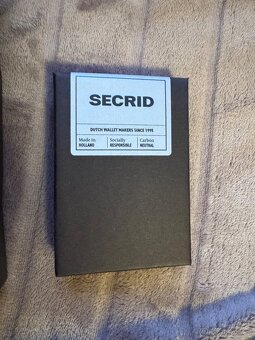 SECRID
DUTCH WALLET MAKERS SINCE 1995
Made in Socially Carbon
HOLLAND RESPONSIBLE NEUTRAL